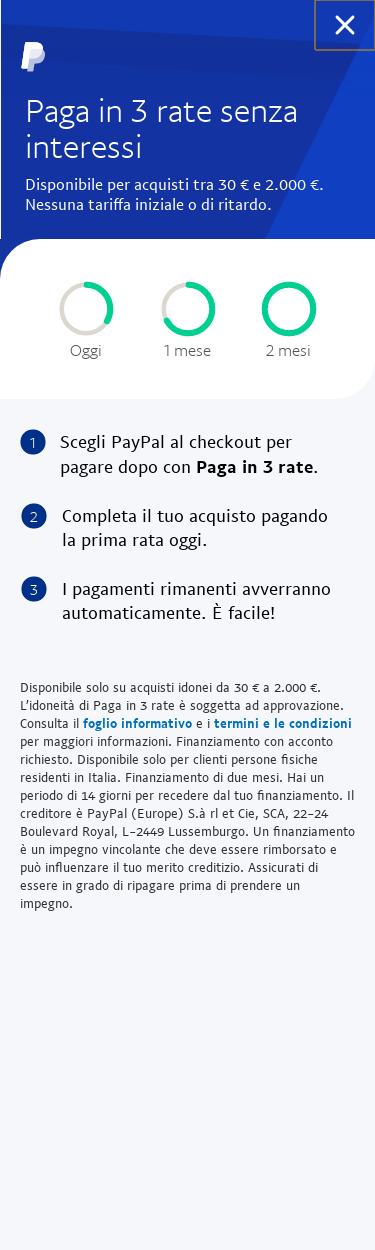 Paga in 3 rate senza
interessi
Disponibile per acquisti tra 30 € e 2.000 €.
Nessuna tariffa iniziale o di ritardo.
Oggi 1 mese 2 mesi
1 Scegli PayPal al checkout per
pagare dopo con Paga in 3 rate.
2 Completa il tuo acquisto pagando
la prima rata oggi.
3 I pagamenti rimanenti avverranno
automaticamente. È facile!
Disponibile solo su acquisti idonei da 30 € a 2.000 €.
L'idoneità di Paga in 3 rate è soggetta ad approvazione.
Consulta il foglio informativo e i termini e le condizioni
per maggiori informazioni. Finanziamento con acconto
richiesto. Disponibile solo per clienti persone fisiche
residenti in Italia. Finanziamento di due mesi. Hai un
periodo di 14 giorni per recedere dal tuo finanziamento. Il
creditore è PayPal (Europe) S.à rl et Cie, SCA, 22-24
Boulevard Royal, L-2449 Lussemburgo. Un finanziamento
è un impegno vincolante che deve essere rimborsato e
può influenzare il tuo merito creditizio. Assicurati di
essere in grado di ripagare prima di prendere un
impegno.